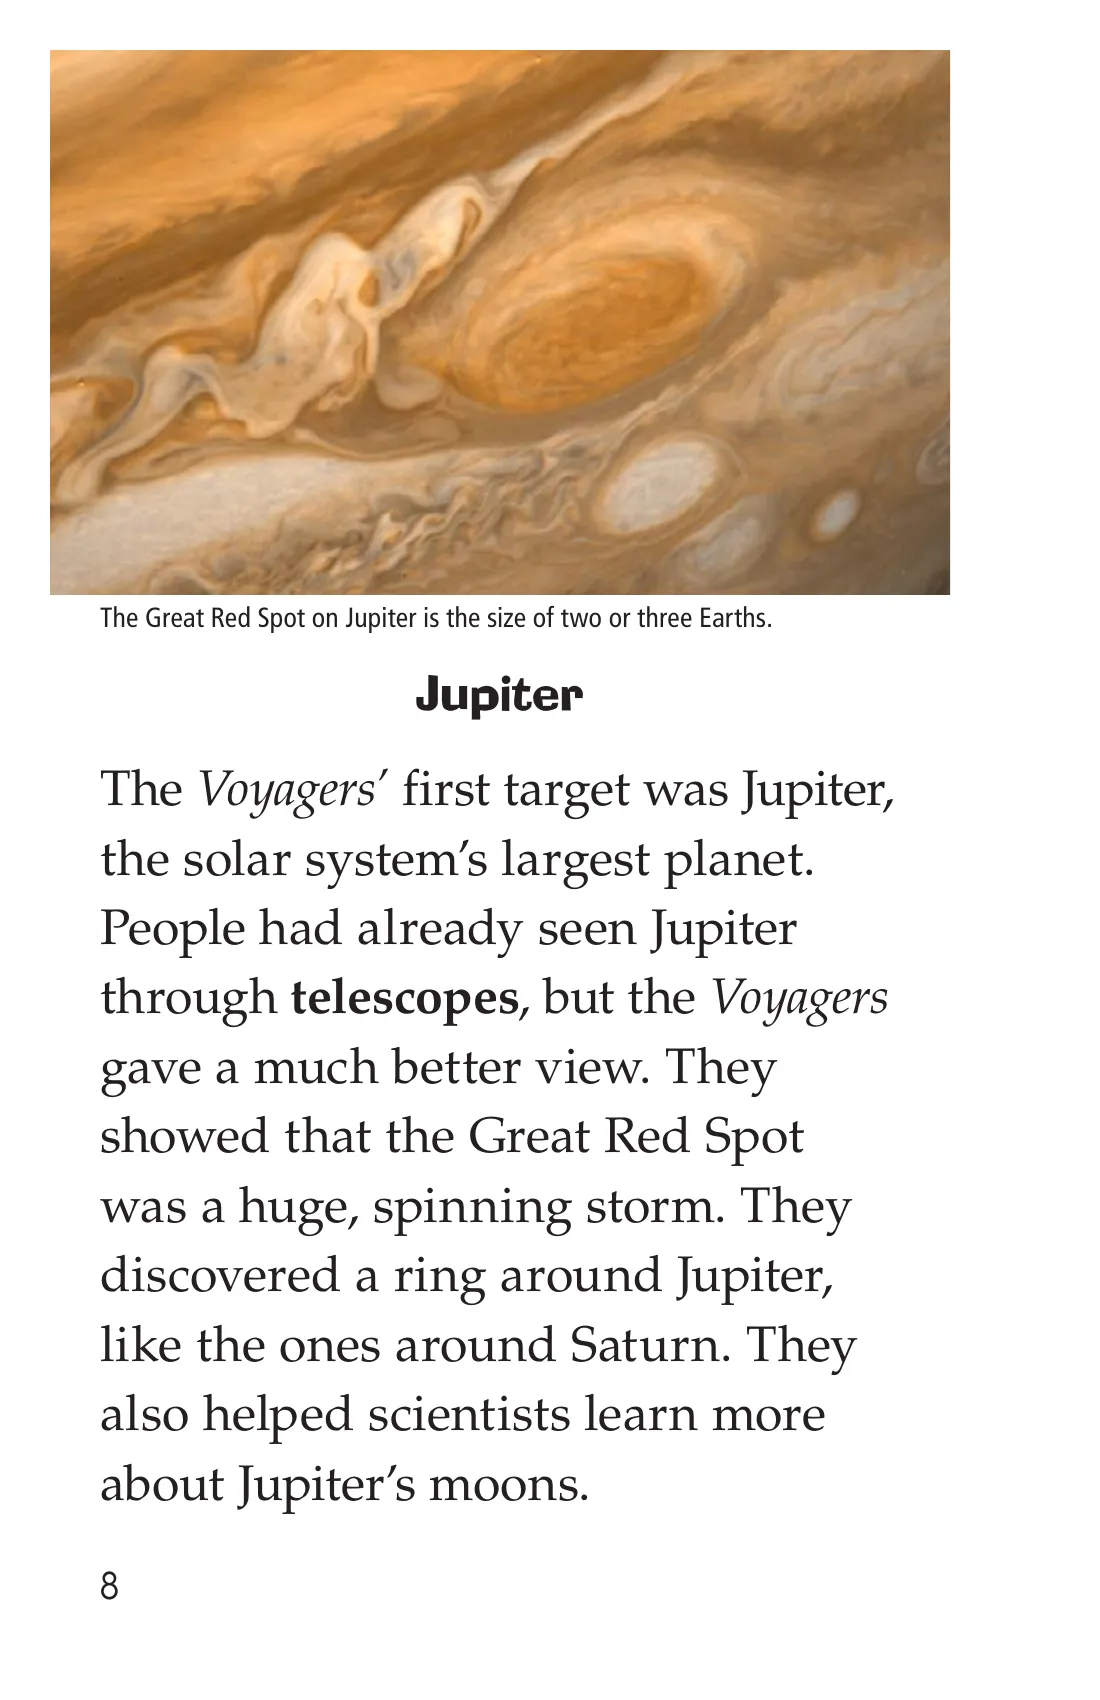 The Great Red Spot on Jupiter is the size of two or three Earths.
Jupiter
The Voyagers’ first target was Jupiter,
the solar system’s largest planet.
People had already seen Jupiter
through telescopes, but the Voyagers
gave a much better view. They
showed that the Great Red Spot
was a huge, spinning storm. They
discovered a ring around Jupiter,
like the ones around Saturn. They
also helped scientists learn more
about Jupiter’s moons.
8